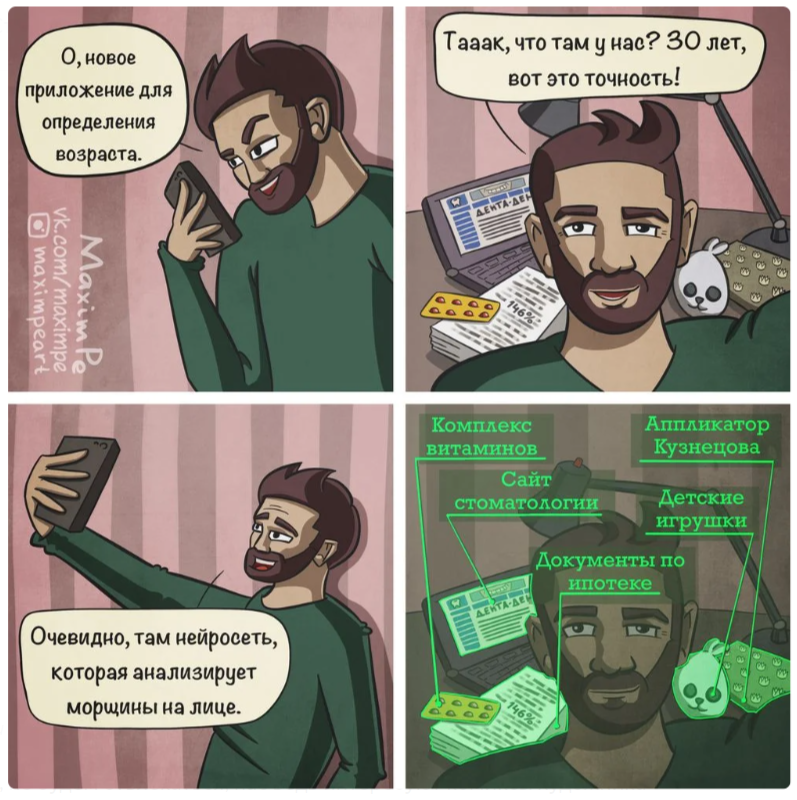 О, новое
приложение для
определения
возраста.
MaximPe
vk.com/maximpe
maximpeart
Тааак, что там у нас? 30 лет,
вот это точность!
ДЕНТА-ДЕН
146%
Очевидно, там нейросеть,
которая анализирует
морщины на лице.
Комплекс
витаминов
Аппликатор
Кузнецова
Сайт
стоматологии
Детские
игрушки
Документы по
ипотеке
ДЕНТА-ДЕН
146%